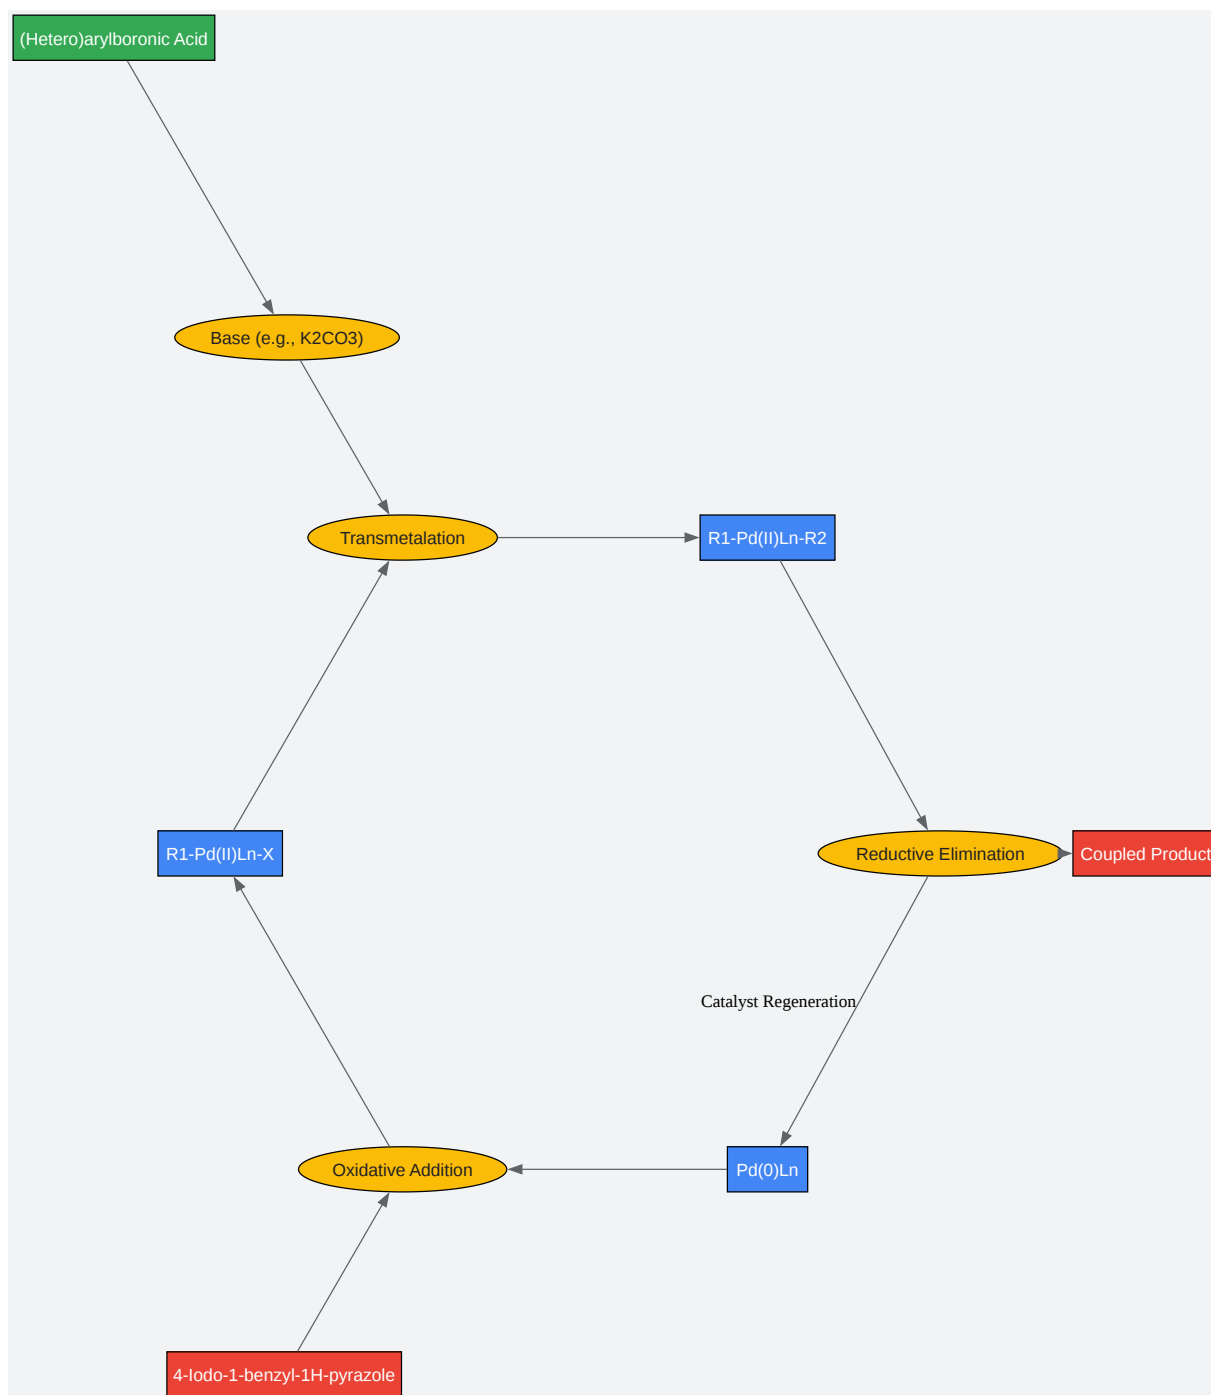 (Hetero)arylboronic Acid
Base (e.g., K2CO3)
Transmetalation
R1-Pd(II)Ln-R2
R1-Pd(II)Ln-X
Reductive Elimination
Coupled Product
Catalyst Regeneration
Oxidative Addition
Pd(0)Ln
4-Iodo-1-benzyl-1H-pyrazole